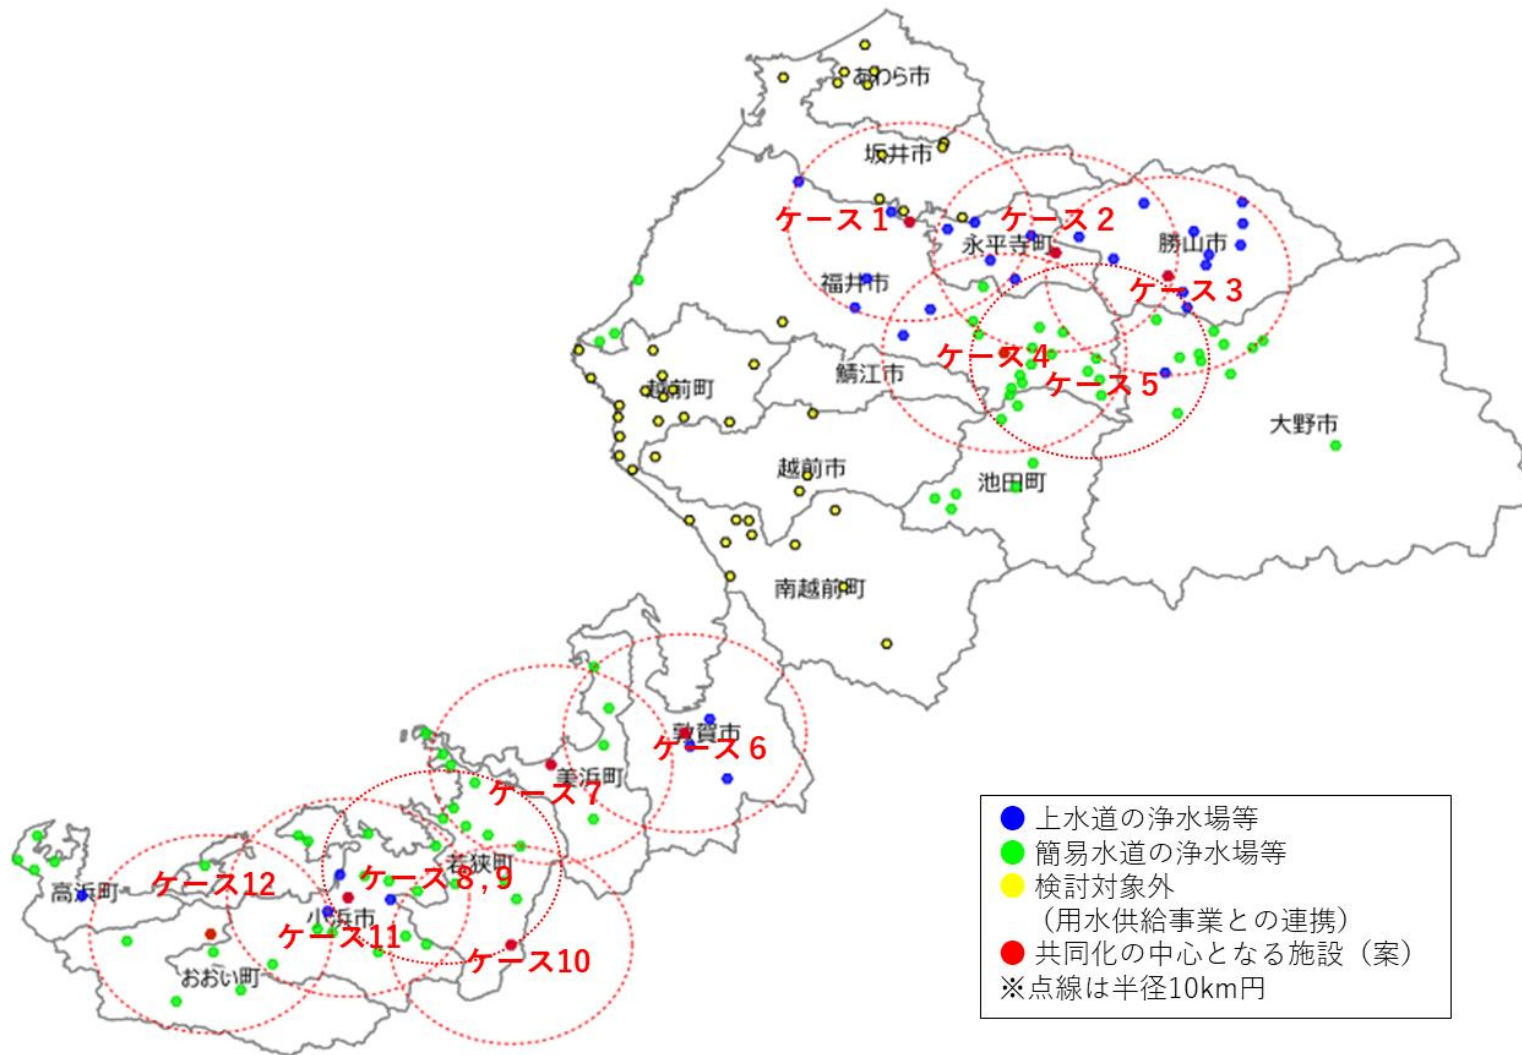 あわら市
坂井市
ケース１
ケース２
永平寺町
勝山市
福井市
ケース３
ケース４
ケース５
越前町
鯖江市
大野市
越前市
池田町
南越前町
敦賀市
ケース６
美浜町
ケース７
若狭町
ケース８,９
ケース12
高浜町
小浜市
ケース11
ケース10
おおい町
上水道の浄水場等
簡易水道の浄水場等
検討対象外
（用水供給事業との連携）
共同化の中心となる施設（案）
※点線は半径10km円